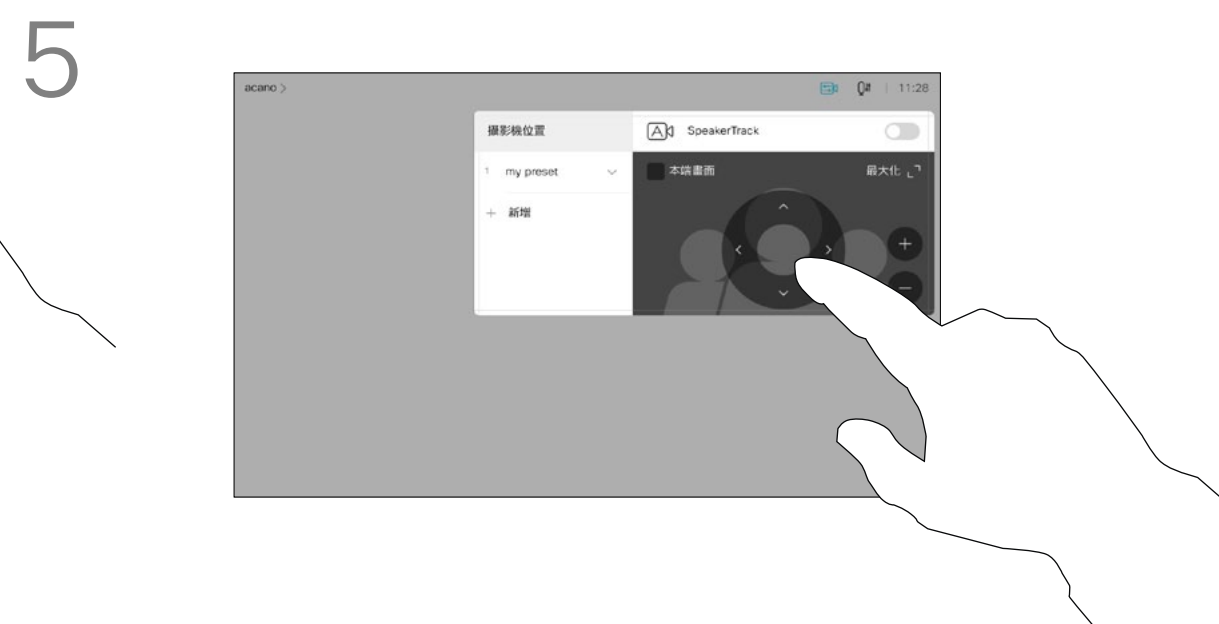 5
acano >
11:28
攝影機位置
SpeakerTrack
1 my preset
本端畫面
最大化
+ 新增